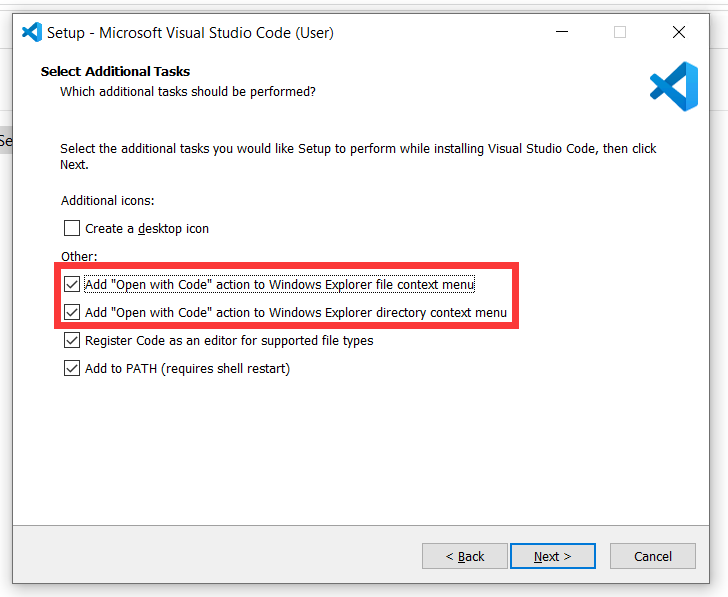 Setup - Microsoft Visual Studio Code (User)
Select Additional Tasks
Which additional tasks should be performed?
Select the additional tasks you would like Setup to perform while installing Visual Studio Code, then click
Next.
Additional icons:
Create a desktop icon
Other:
Add "Open with Code" action to Windows Explorer file context menu
Add "Open with Code" action to Windows Explorer directory context menu
Register Code as an editor for supported file types
Add to PATH (requires shell restart)
< Back
Next >
Cancel